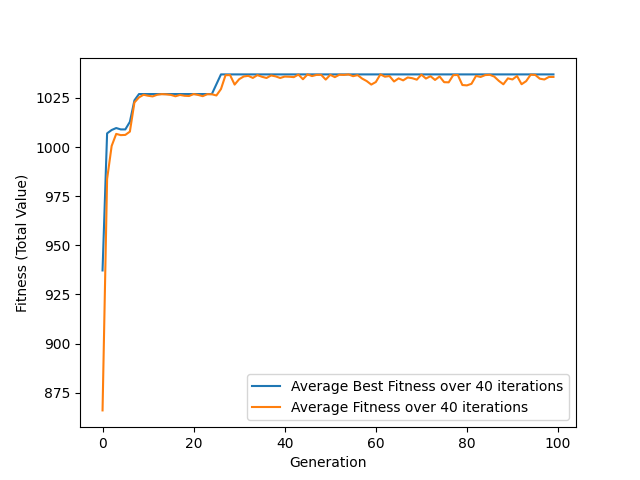 1025
1000
975
950
925
900
875
Fitness (Total Value)
Average Best Fitness over 40 iterations
Average Fitness over 40 iterations
0 20 40 60 80 100
Generation